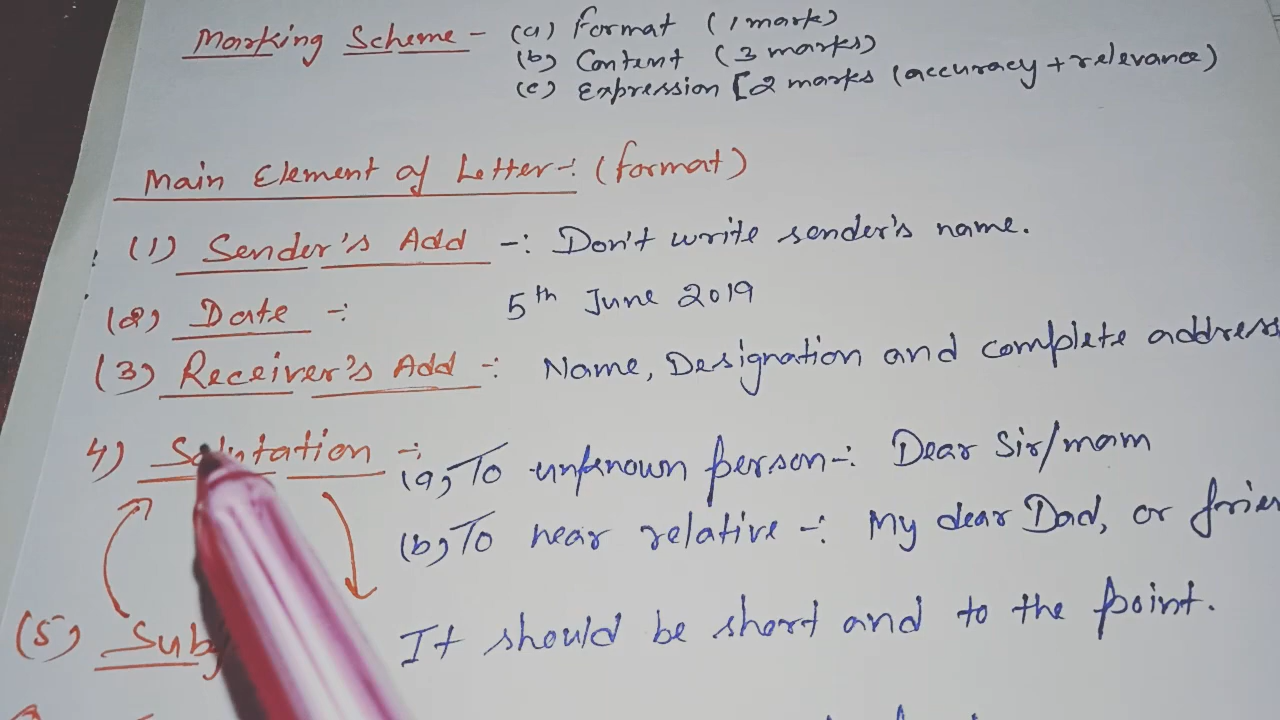 Marking Scheme - (a) Format (1 mark)
(b) Content (3 marks)
(c) Expression [2 marks (accuracy + relevance)
Main Element of Letter -: (format)
(1) Sender's Add -: Don't write sender's name.
(2) Date -: 5th June 2019
(3) Receiver's Add -: Name, Designation and complete address
4) Salutation -: (a) To unknown person -: Dear Sir/mam
(b) To near relative -: My dear Dad, or
(5) It should be short and to the point.